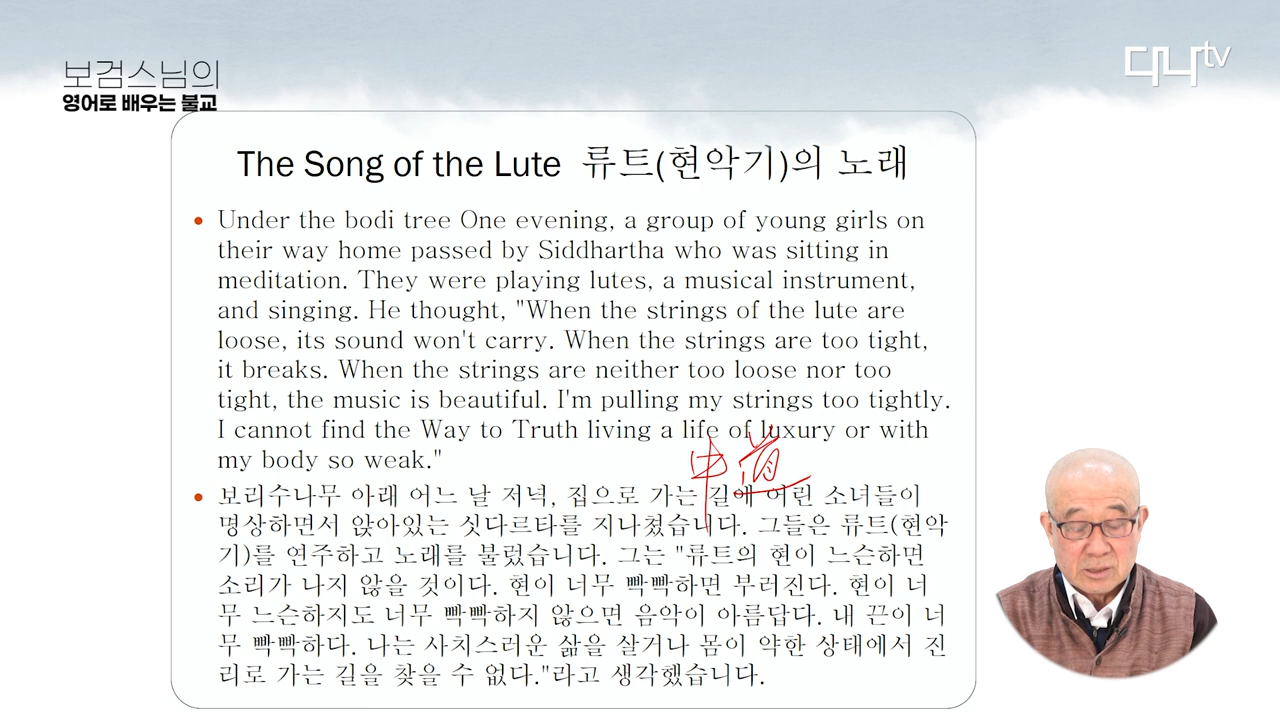 보검스님의
영어로 배우는 불교
디나tv
The Song of the Lute 류트(현악기)의 노래
Under the bodi tree One evening, a group of young girls on
their way home passed by Siddhartha who was sitting in
meditation. They were playing lutes, a musical instrument,
and singing. He thought, "When the strings of the lute are
loose, its sound won't carry. When the strings are too tight,
it breaks. When the strings are neither too loose nor too
tight, the music is beautiful. I'm pulling my strings too tightly.
I cannot find the Way to Truth living a life of luxury or with
my body so weak."
中道
보리수나무 아래 어느 날 저녁, 집으로 가는 길에 어린 소녀들이
명상하면서 앉아있는 싯다르타를 지나쳤습니다. 그들은 류트(현악
기)를 연주하고 노래를 불렀습니다. 그는 "류트의 현이 느슨하면
소리가 나지 않을 것이다. 현이 너무 빡빡하면 부러진다. 현이 너
무 느슨하지도 너무 빡빡하지 않으면 음악이 아름답다. 내 끈이 너
무 빡빡하다. 나는 사치스러운 삶을 살거나 몸이 약한 상태에서 진
리로 가는 길을 찾을 수 없다."라고 생각했습니다.